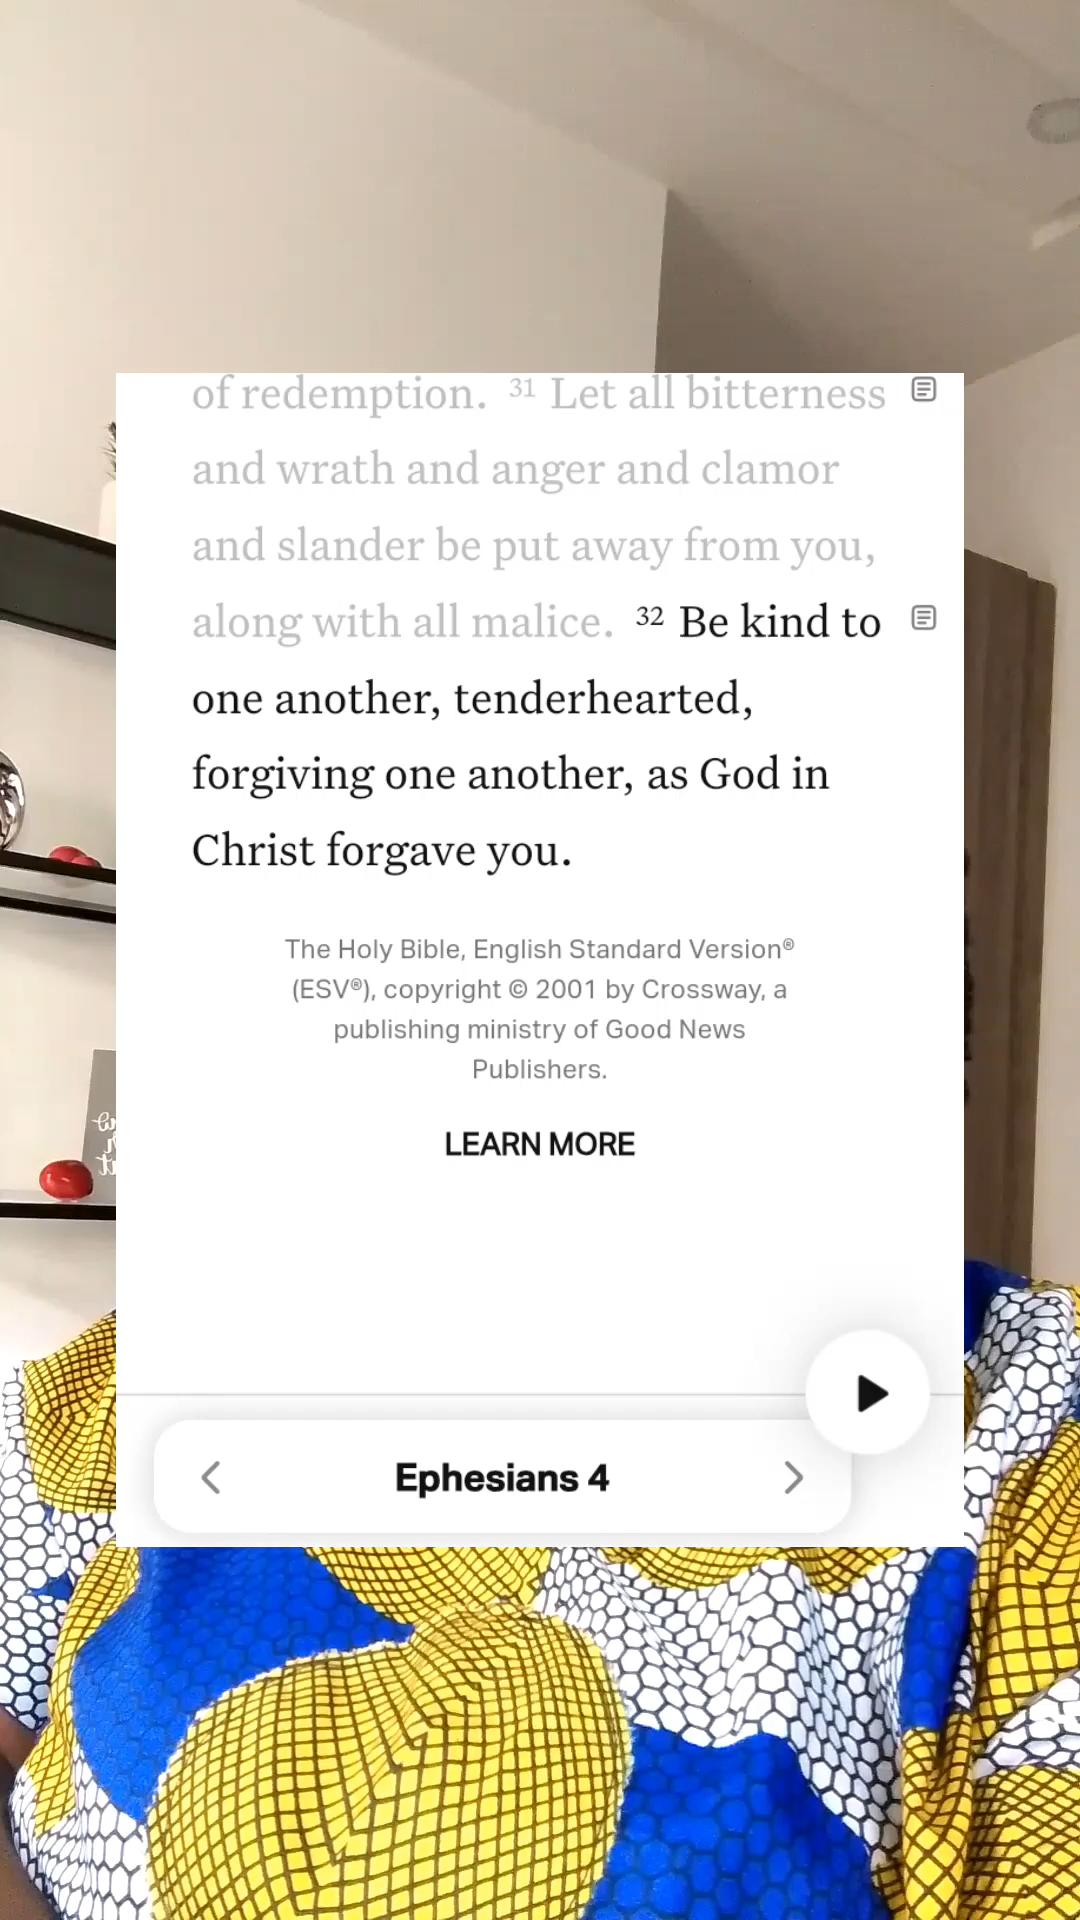 of redemption. 31 Let all bitterness
and wrath and anger and clamor
and slander be put away from you,
along with all malice. 32 Be kind to
one another, tenderhearted,
forgiving one another, as God in
Christ forgave you.
The Holy Bible, English Standard Version®
(ESV®), copyright © 2001 by Crossway, a
publishing ministry of Good News
Publishers.
LEARN MORE
Ephesians 4